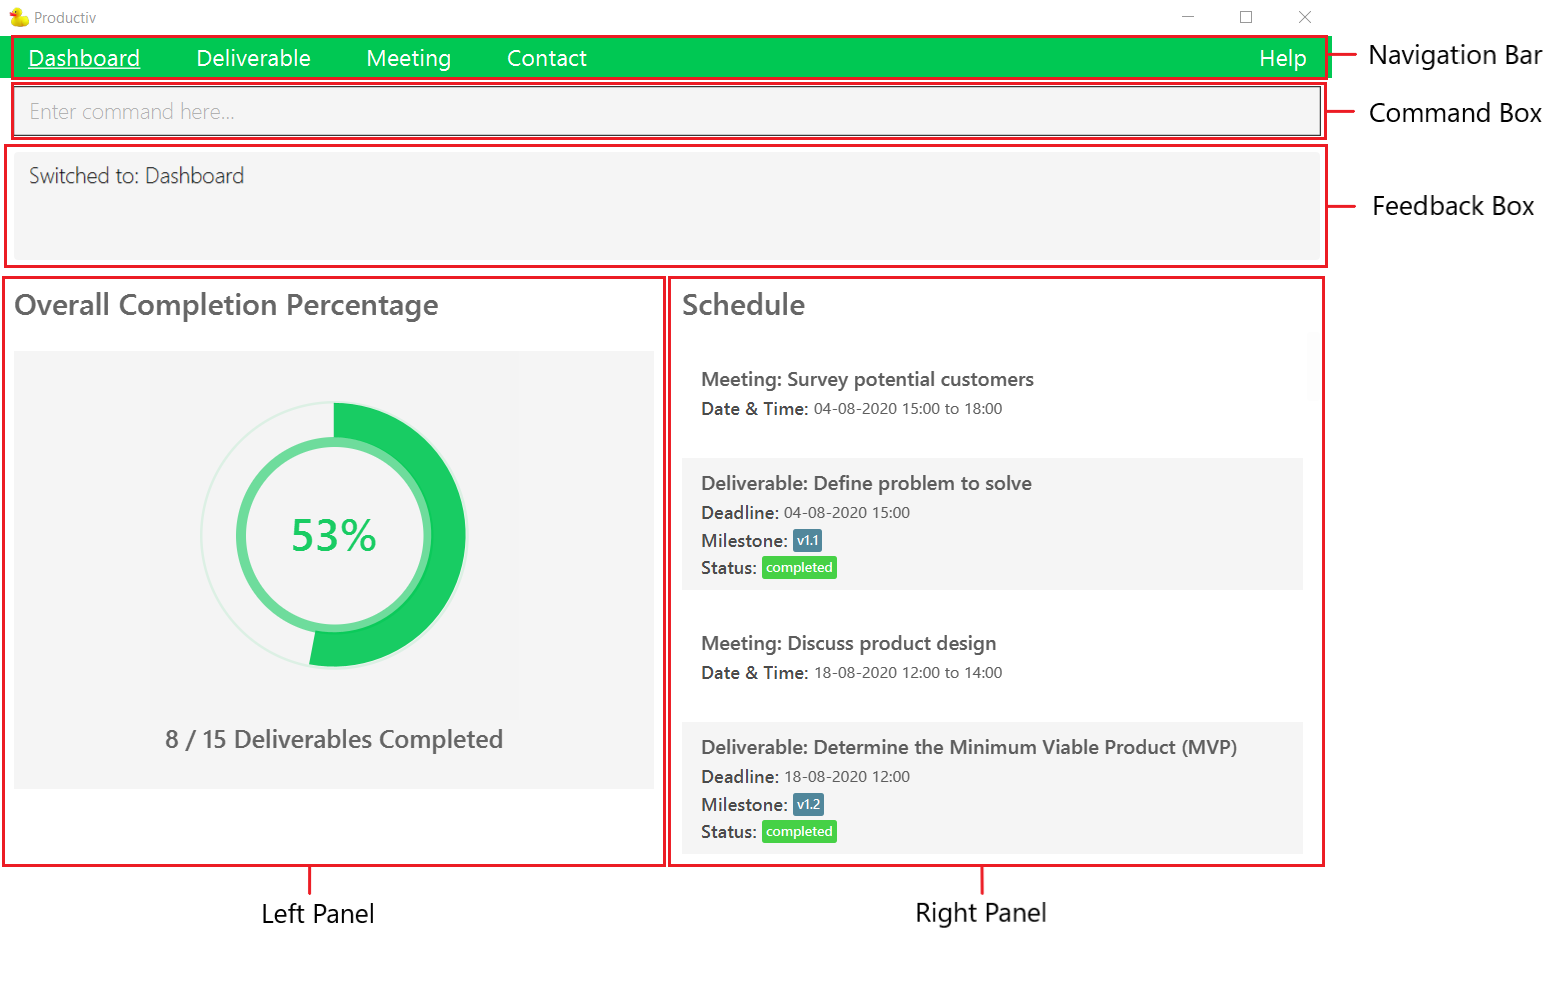 Productiv
Dashboard Deliverable Meeting Contact Help
Navigation Bar
Enter command here...
Command Box
Switched to: Dashboard
Feedback Box
Overall Completion Percentage
53%
8 / 15 Deliverables Completed
Left Panel
Schedule
Meeting: Survey potential customers
Date & Time: 04-08-2020 15:00 to 18:00
Deliverable: Define problem to solve
Deadline: 04-08-2020 15:00
Milestone: v1.1
Status: completed
Meeting: Discuss product design
Date & Time: 18-08-2020 12:00 to 14:00
Deliverable: Determine the Minimum Viable Product (MVP)
Deadline: 18-08-2020 12:00
Milestone: v1.2
Status: completed
Right Panel